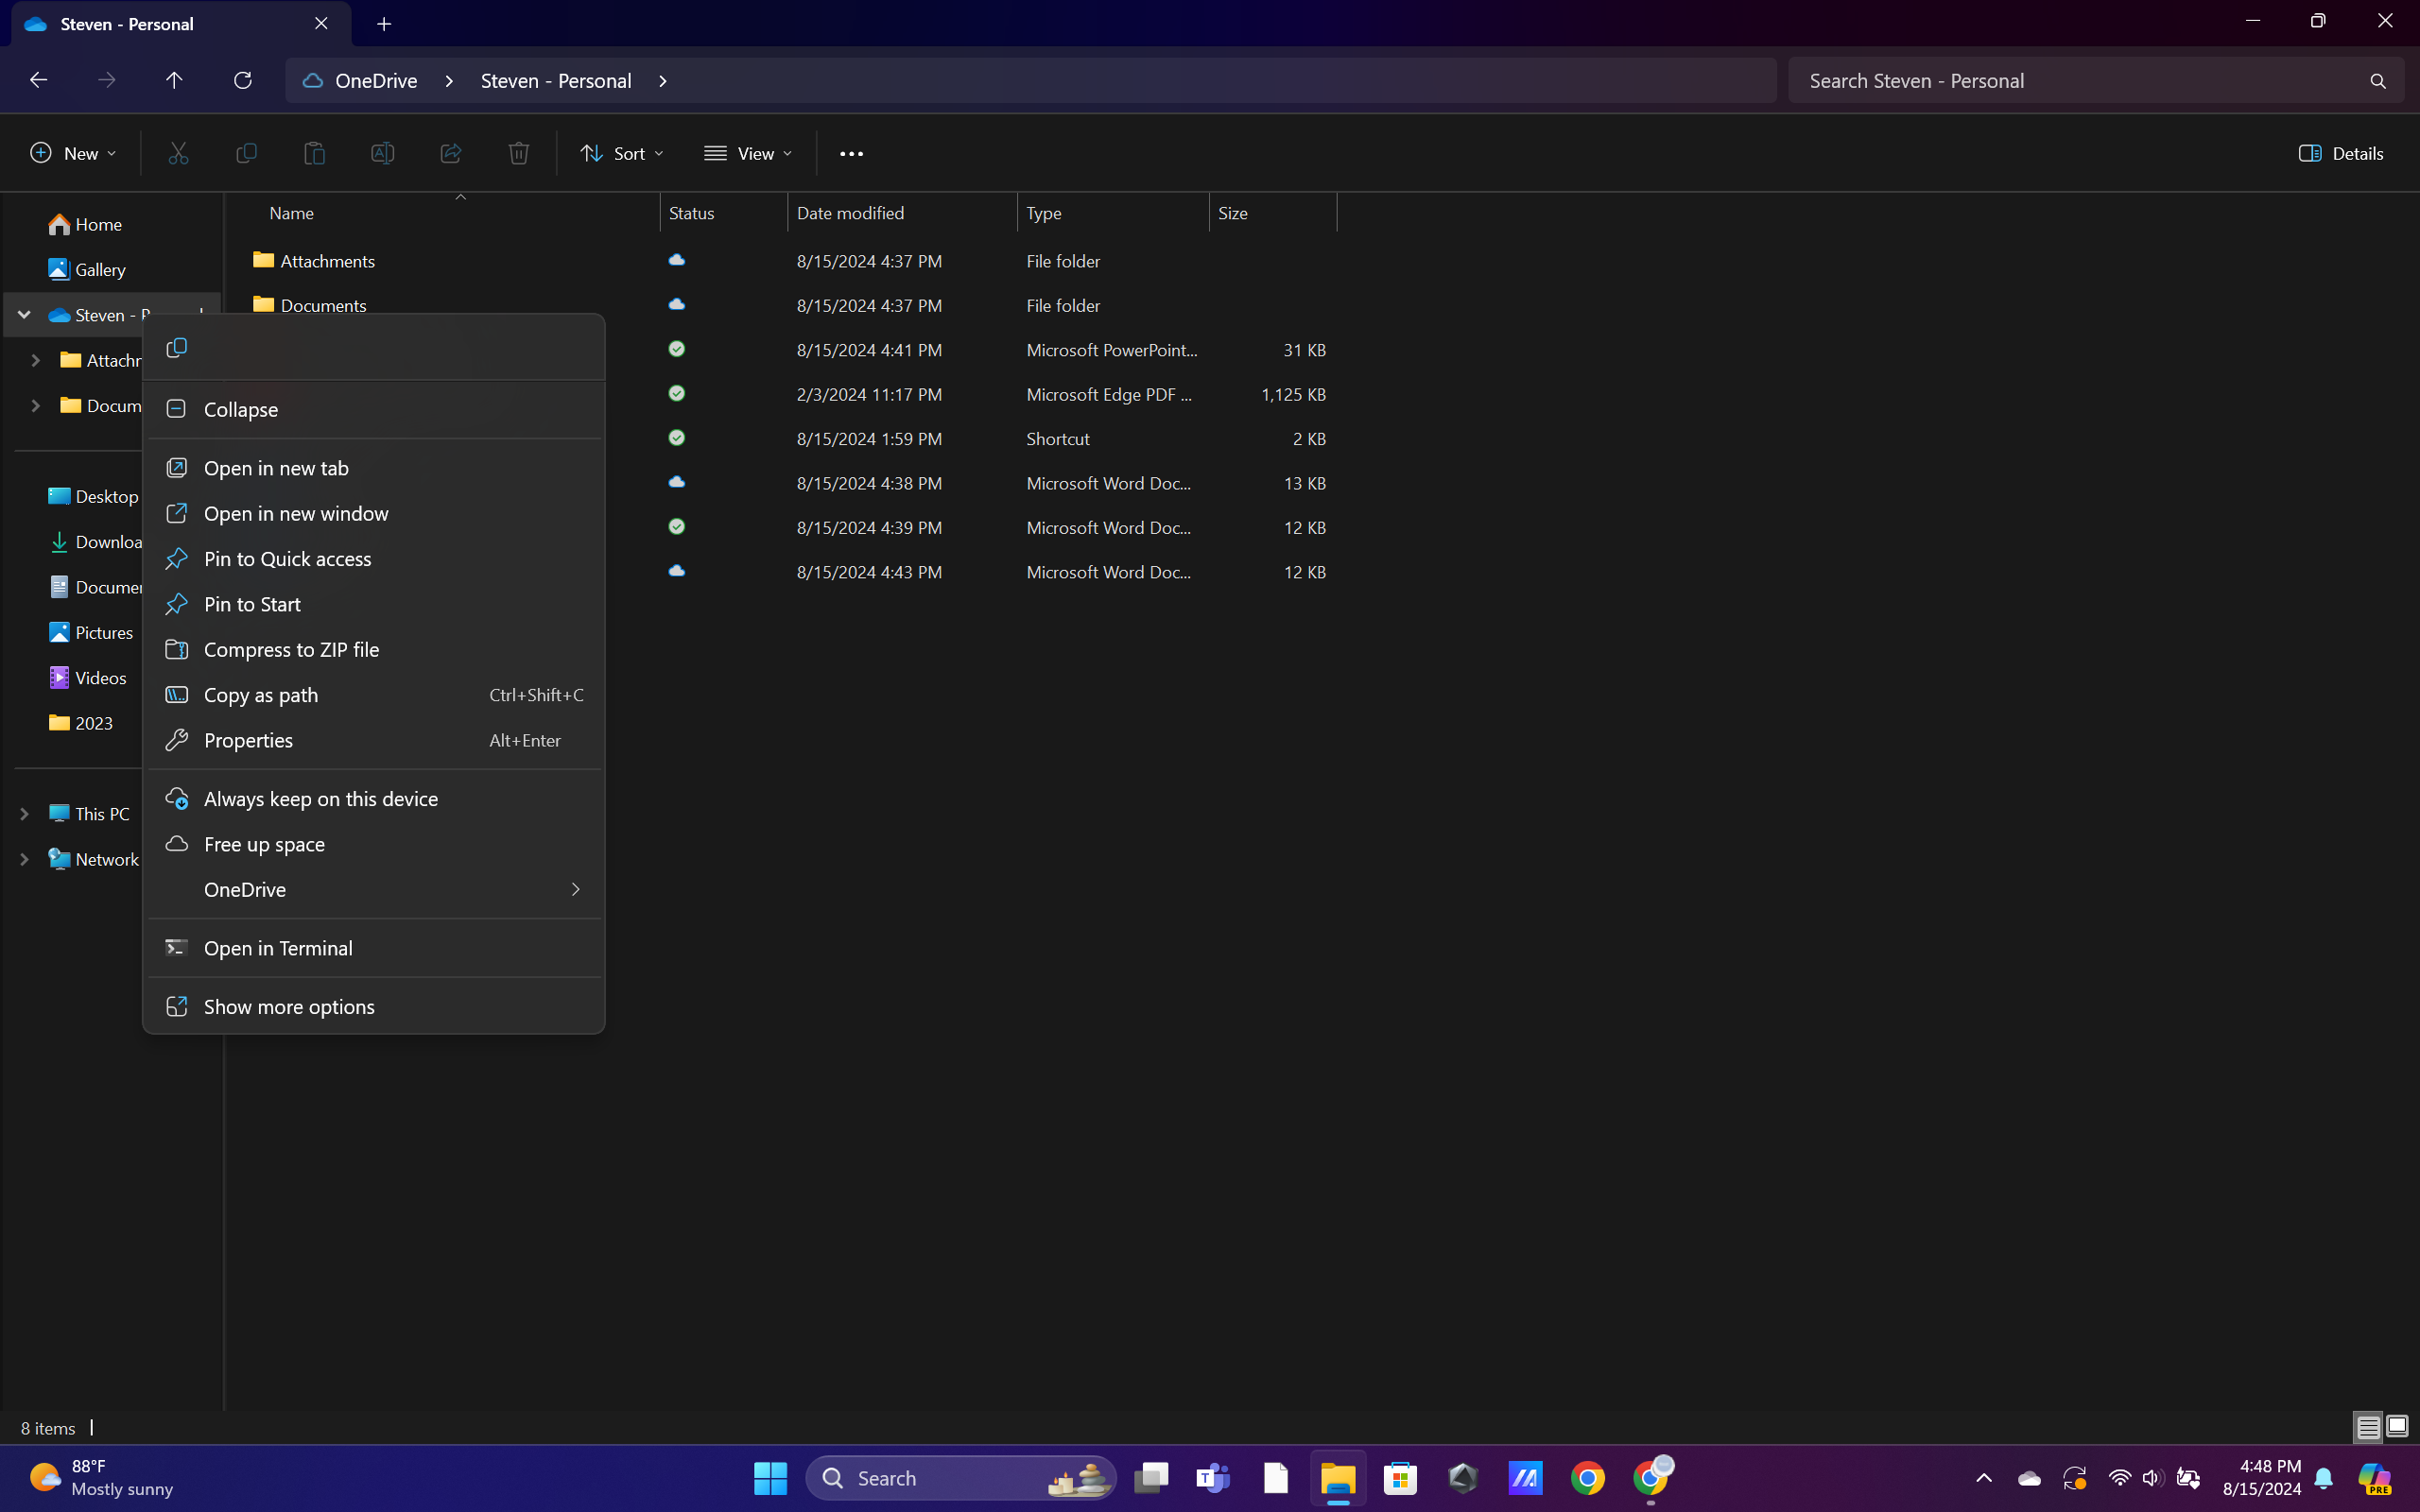 Steven - Personal
OneDrive > Steven - Personal >
Search Steven - Personal
New
Sort
View
Details
Name
Status
Date modified
Type
Size
Home
Gallery
Steven -
Desktop
Pictures
Videos
2023
This PC
Network
Attachments 8/15/2024 4:37 PM File folder
Documents 8/15/2024 4:37 PM File folder
8/15/2024 4:41 PM Microsoft PowerPoint... 31 KB
2/3/2024 11:17 PM Microsoft Edge PDF ... 1,125 KB
8/15/2024 1:59 PM Shortcut 2 KB
8/15/2024 4:38 PM Microsoft Word Doc... 13 KB
8/15/2024 4:39 PM Microsoft Word Doc... 12 KB
8/15/2024 4:43 PM Microsoft Word Doc... 12 KB
Collapse
Open in new tab
Open in new window
Pin to Quick access
Pin to Start
Compress to ZIP file
Copy as path Ctrl+Shift+C
Properties Alt+Enter
Always keep on this device
Free up space
OneDrive
Open in Terminal
Show more options
8 items
88°F
Mostly sunny
Search
4:48 PM
8/15/2024
PRE